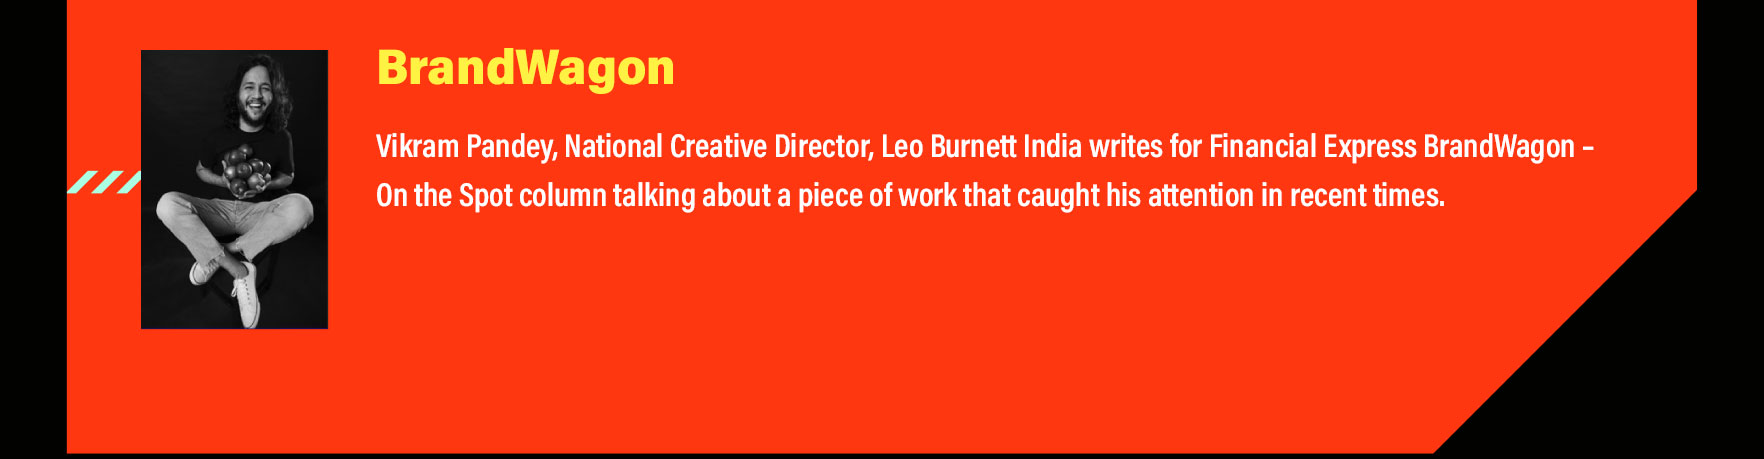 BrandWagon
Vikram Pandey, National Creative Director, Leo Burnett India writes for Financial Express BrandWagon –
On the Spot column talking about a piece of work that caught his attention in recent times.